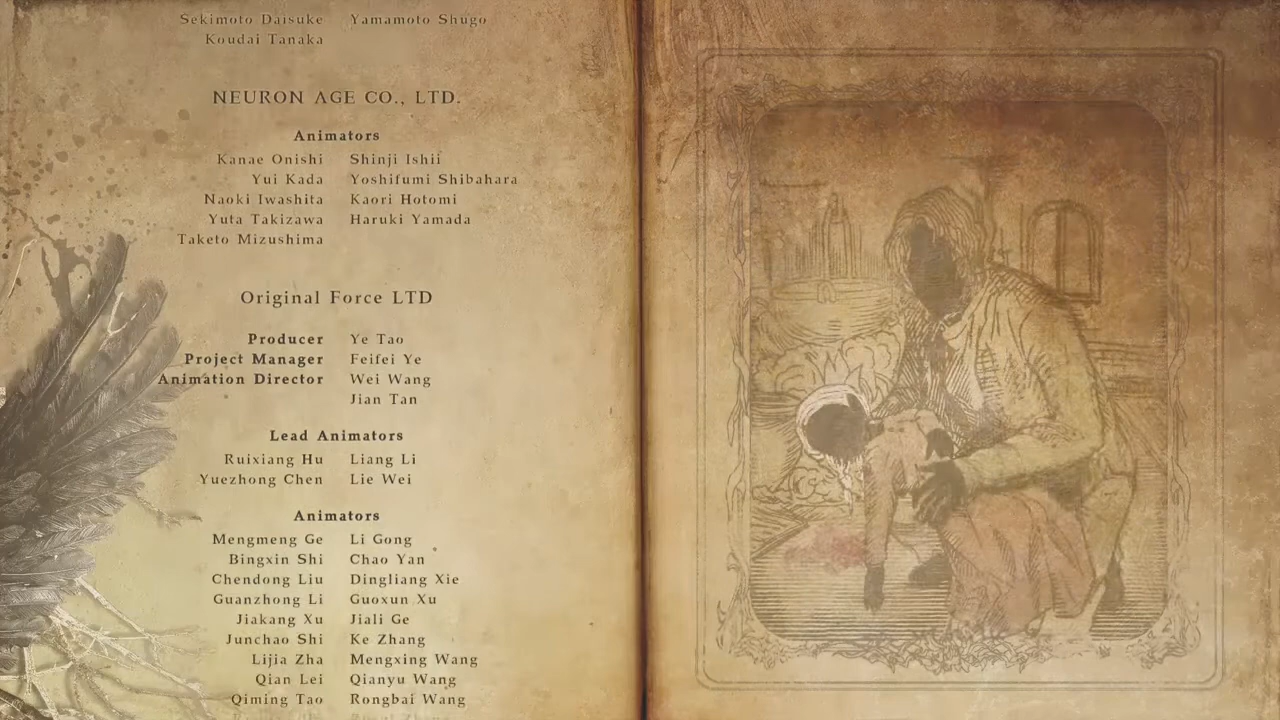 Sekimoto Daisuke Yamamoto Shugo
Koudai Tanaka
NEURON AGE CO., LTD.
Animators
Kanae Onishi Shinji Ishii
Yui Kada Yoshifumi Shibahara
Naoki Iwashita Kaori Hotomi
Yuta Takizawa Haruki Yamada
Taketo Mizushima
Original Force LTD
Producer Ye Tao
Project Manager Feifei Ye
Animation Director Wei Wang
Jian Tan
Lead Animators
Ruixiang Hu Liang Li
Yuezhong Chen Lie Wei
Animators
Mengmeng Ge Li Gong
Bingxin Shi Chao Yan
Chendong Liu Dingliang Xie
Guanzhong Li Guoxun Xu
Jiakang Xu Jiali Ge
Junchao Shi Ke Zhang
Lijia Zha Mengxing Wang
Qian Lei Qianyu Wang
Qiming Tao Rongbai Wang